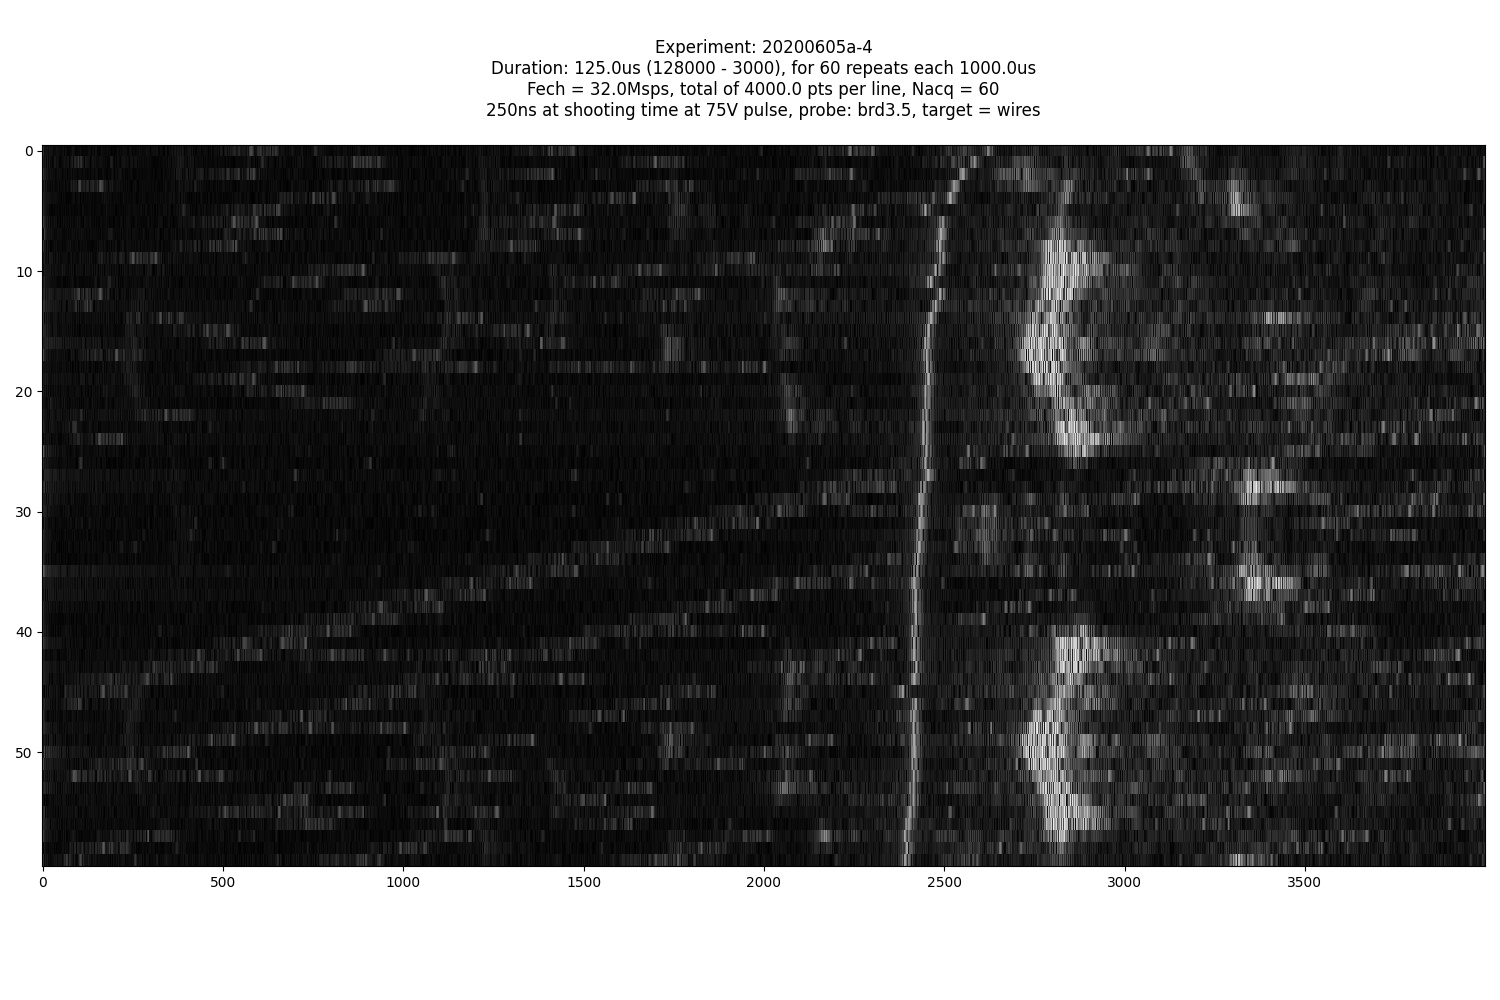 Experiment: 20200605a-4
Duration: 125.0us (128000 - 3000), for 60 repeats each 1000.0us
Fech = 32.0Msps, total of 4000.0 pts per line, Nacq = 60
250ns at shooting time at 75V pulse, probe: brd3.5, target = wires
0
10
20
30
40
50
0 500 1000 1500 2000 2500 3000 3500